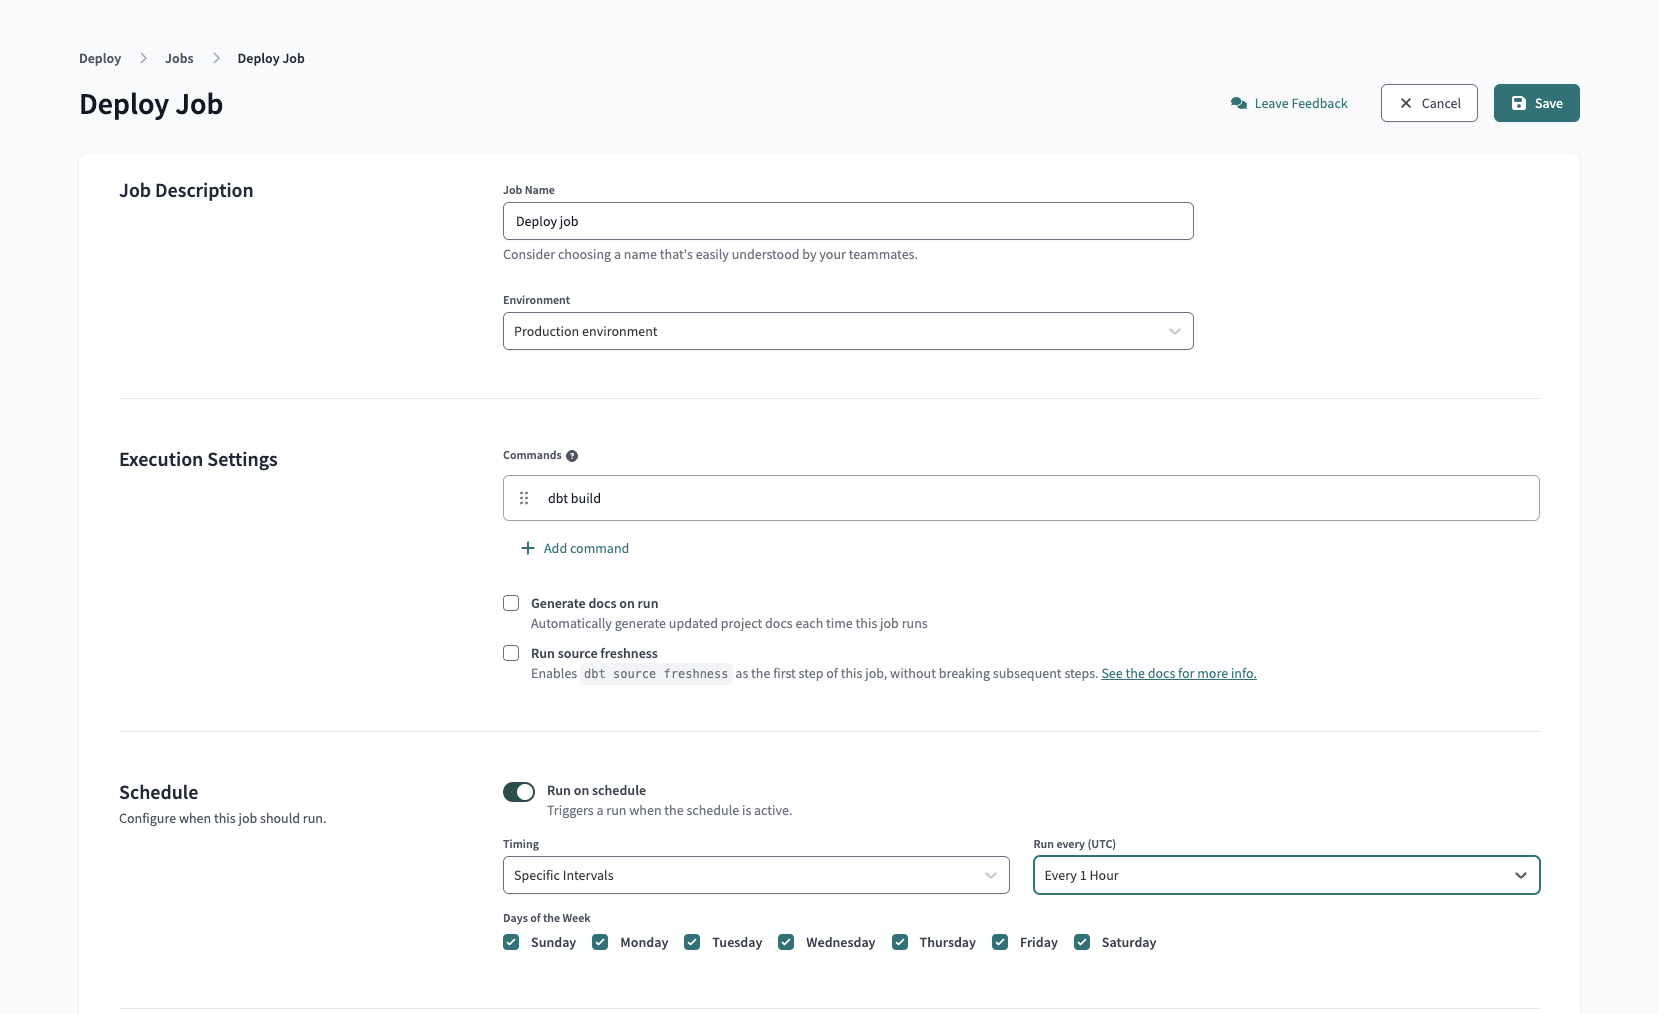 Deploy Jobs Deploy Job
Deploy Job
Leave Feedback Cancel Save
Job Description
Job Name
Deploy job
Consider choosing a name that's easily understood by your teammates.
Environment
Production environment
Execution Settings
Commands ?
dbt build
Add command
Generate docs on run
Automatically generate updated project docs each time this job runs
Run source freshness
Enables dbt source freshness as the first step of this job, without breaking subsequent steps. See the docs for more info.
Schedule
Configure when this job should run.
Run on schedule
Triggers a run when the schedule is active.
Timing
Specific Intervals
Run every (UTC)
Every 1 Hour
Days of the Week
Sunday Monday Tuesday Wednesday Thursday Friday Saturday